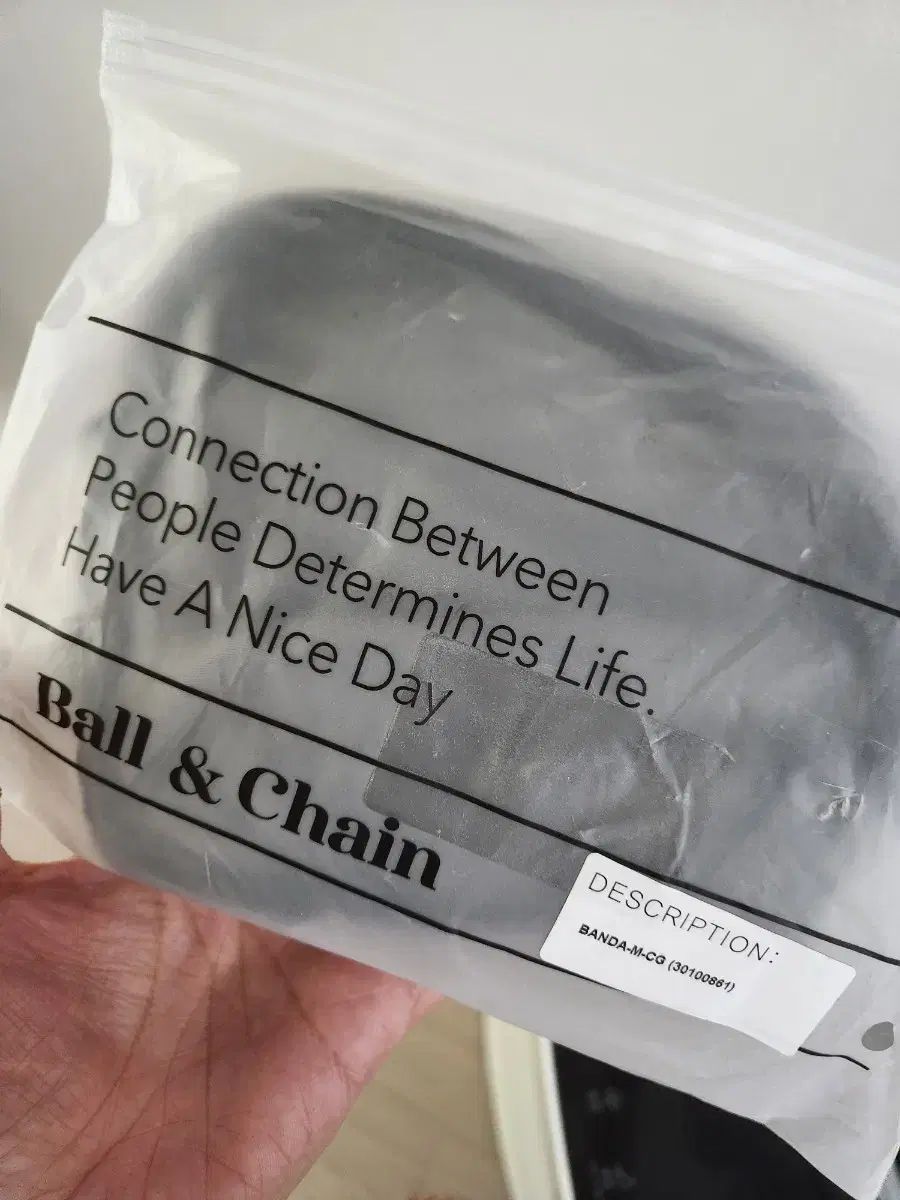 Connection Between
People Determines Life.
Have A Nice Day
Ball & Chain
DESCRIPTION:
BANDA-M-CG (30100861)